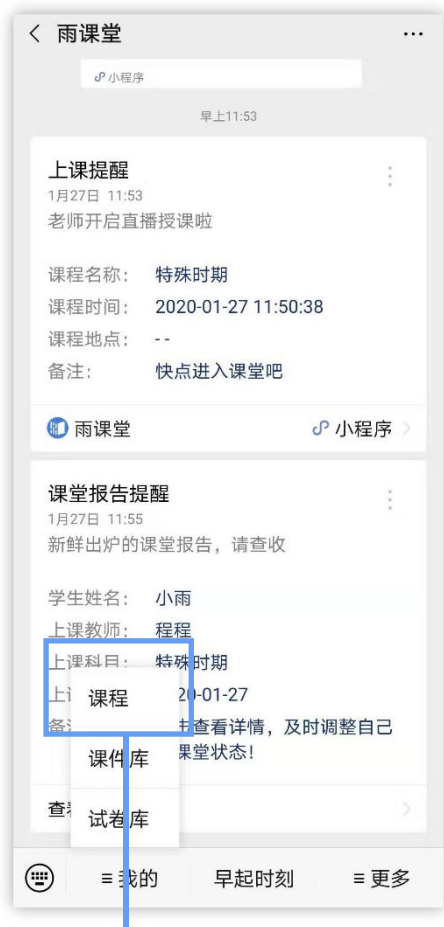 雨课堂
小程序
早上11:53
上课提醒
1月27日 11:53
老师开启直播授课啦
课程名称： 特殊时期
课程时间： 2020-01-27 11:50:38
课程地点： --
备注： 快点进入课堂吧
雨课堂 小程序
课堂报告提醒
1月27日 11:55
新鲜出炉的课堂报告，请查收
学生姓名： 小雨
上课教师： 程程
上课科目： 特殊时期
上 20-01-27
课程
备 击查看详情，及时调整自己
课堂状态！
课件库
查
试卷库
≡ 我的 早起时刻 ≡ 更多